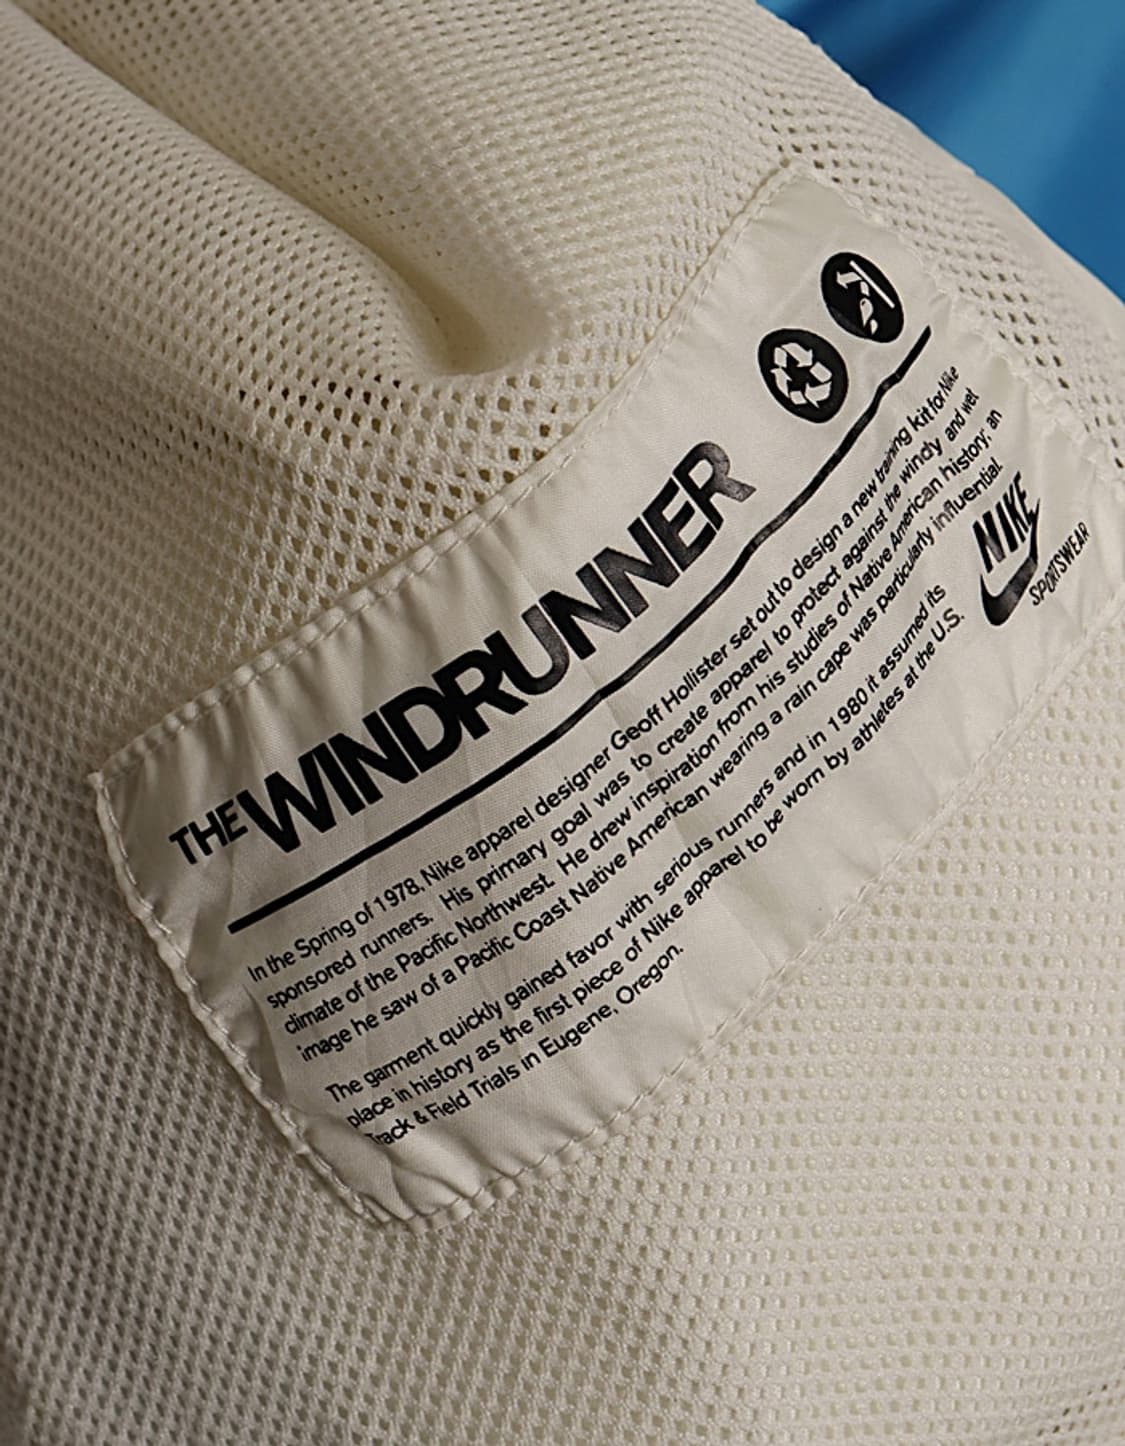 THE WINDRUNNER
In the Spring of 1978, Nike apparel designer Geoff Hollister set out to design a new training kit for Nike
sponsored runners. His primary goal was to create apparel to protect against the windy and wet
climate of the Pacific Northwest. He drew inspiration from his studies of Native American history; an
image he saw of a Pacific Coast Native American wearing a rain cape was particularly influential.
The garment quickly gained favor with serious runners and in 1980 it assumed its
place in history as the first piece of Nike apparel to be worn by athletes at the U.S.
Track & Field Trials in Eugene, Oregon.
NIKE
SPORTSWEAR